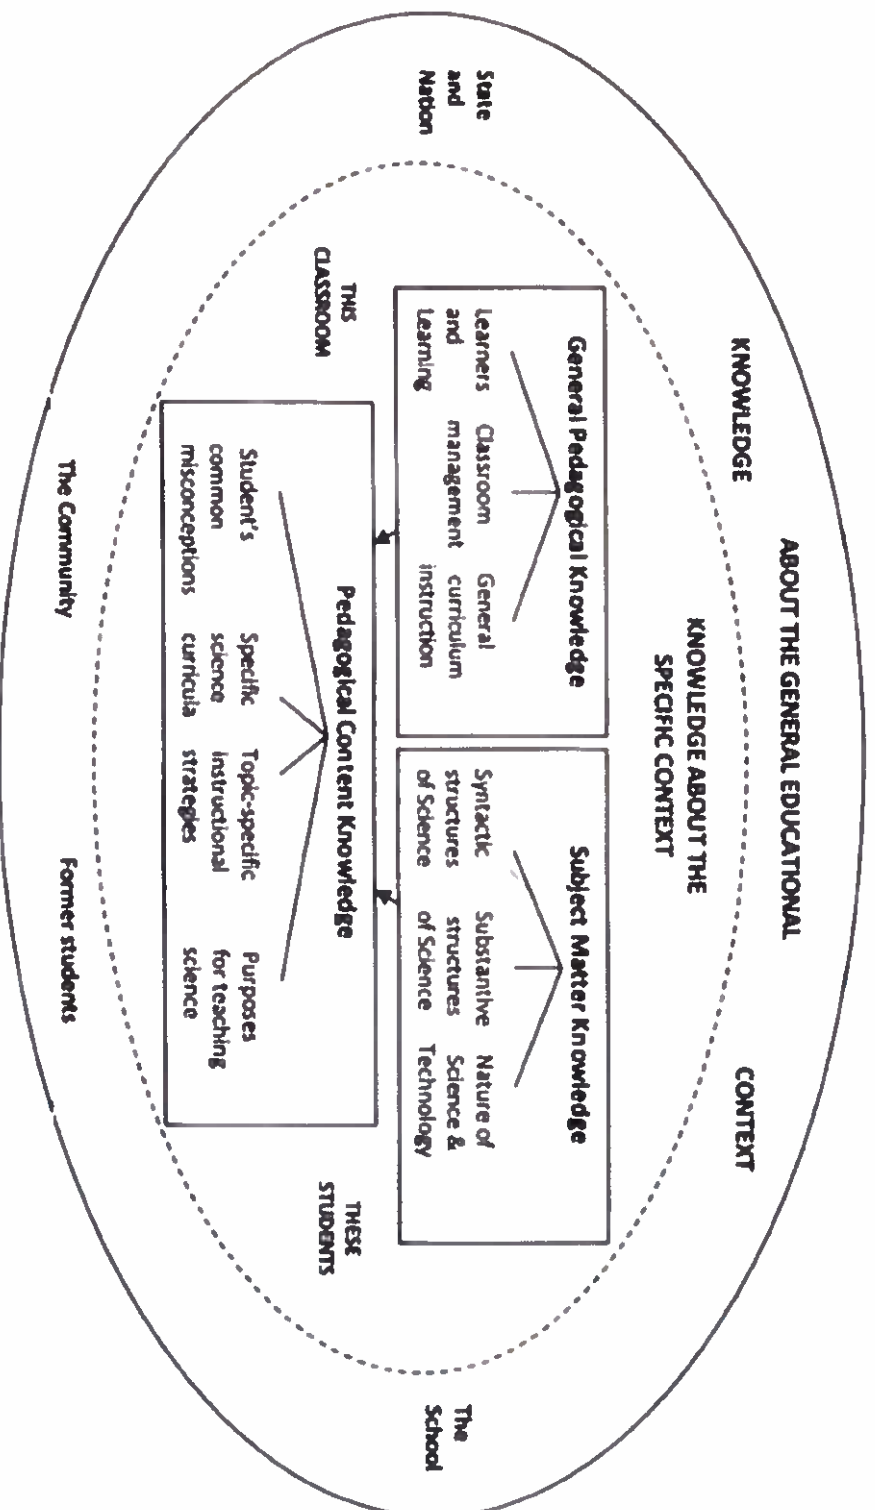 KNOWLEDGE
ABOUT THE GENERAL EDUCATIONAL
CONTEXT
KNOWLEDGE ABOUT THE
SPECIFIC CONTEXT
State
and
Nation
General Pedagogical Knowledge
Learners
and
Learning
Classroom
management
General
curriculum
instruction
Subject Matter Knowledge
Syntactic
structures
of Science
Substantive
structures
of Science
Nature of
Science &
Technology
The
School
THIS
CLASSROOM
Pedagogical Content Knowledge
Student's
common
misconceptions
Specific
science
curricula
Topic-specific
instructional
strategies
Purposes
for teaching
science
THESE
STUDENTS
The Community
Former students